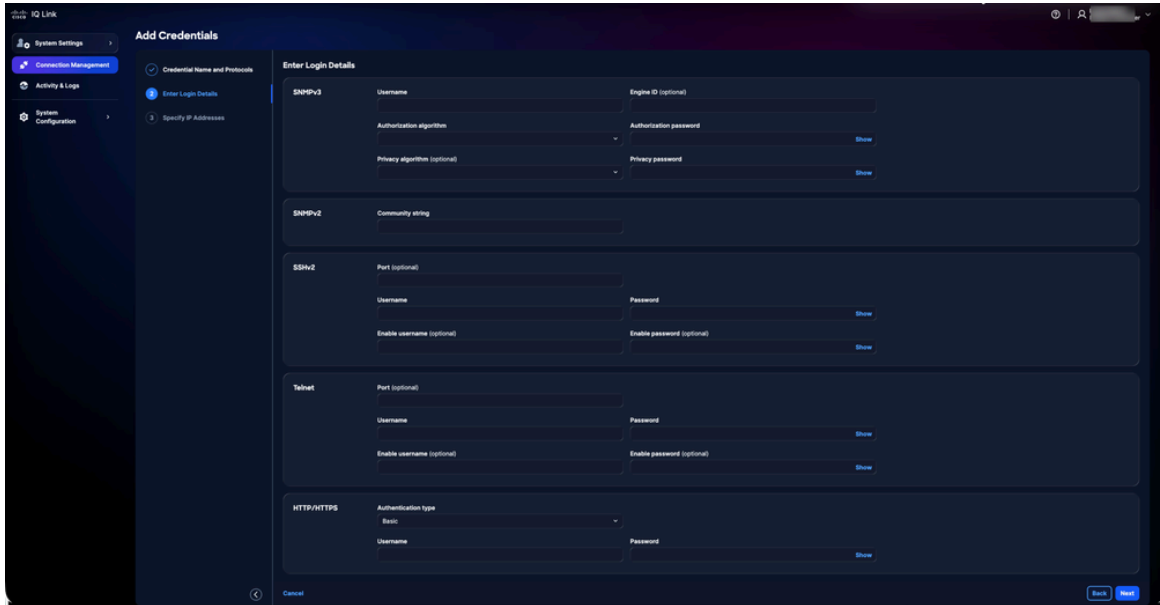 CISCO IQ Link
System Settings
Connection Management
Activity & Logs
System
Configuration
Add Credentials
Credential Name and Protocols
2 Enter Login Details
3 Specify IP Addresses
Enter Login Details
SNMPv3
Username
Engine ID (optional)
Authorization algorithm
Authorization password
Show
Privacy algorithm (optional)
Privacy password
Show
SNMPv2
Community string
SSHv2
Port (optional)
Username
Password
Show
Enable username (optional)
Enable password (optional)
Show
Telnet
Port (optional)
Username
Password
Show
Enable username (optional)
Enable password (optional)
Show
HTTP/HTTPS
Authentication type
Basic
Username
Password
Show
Cancel
Back
Next